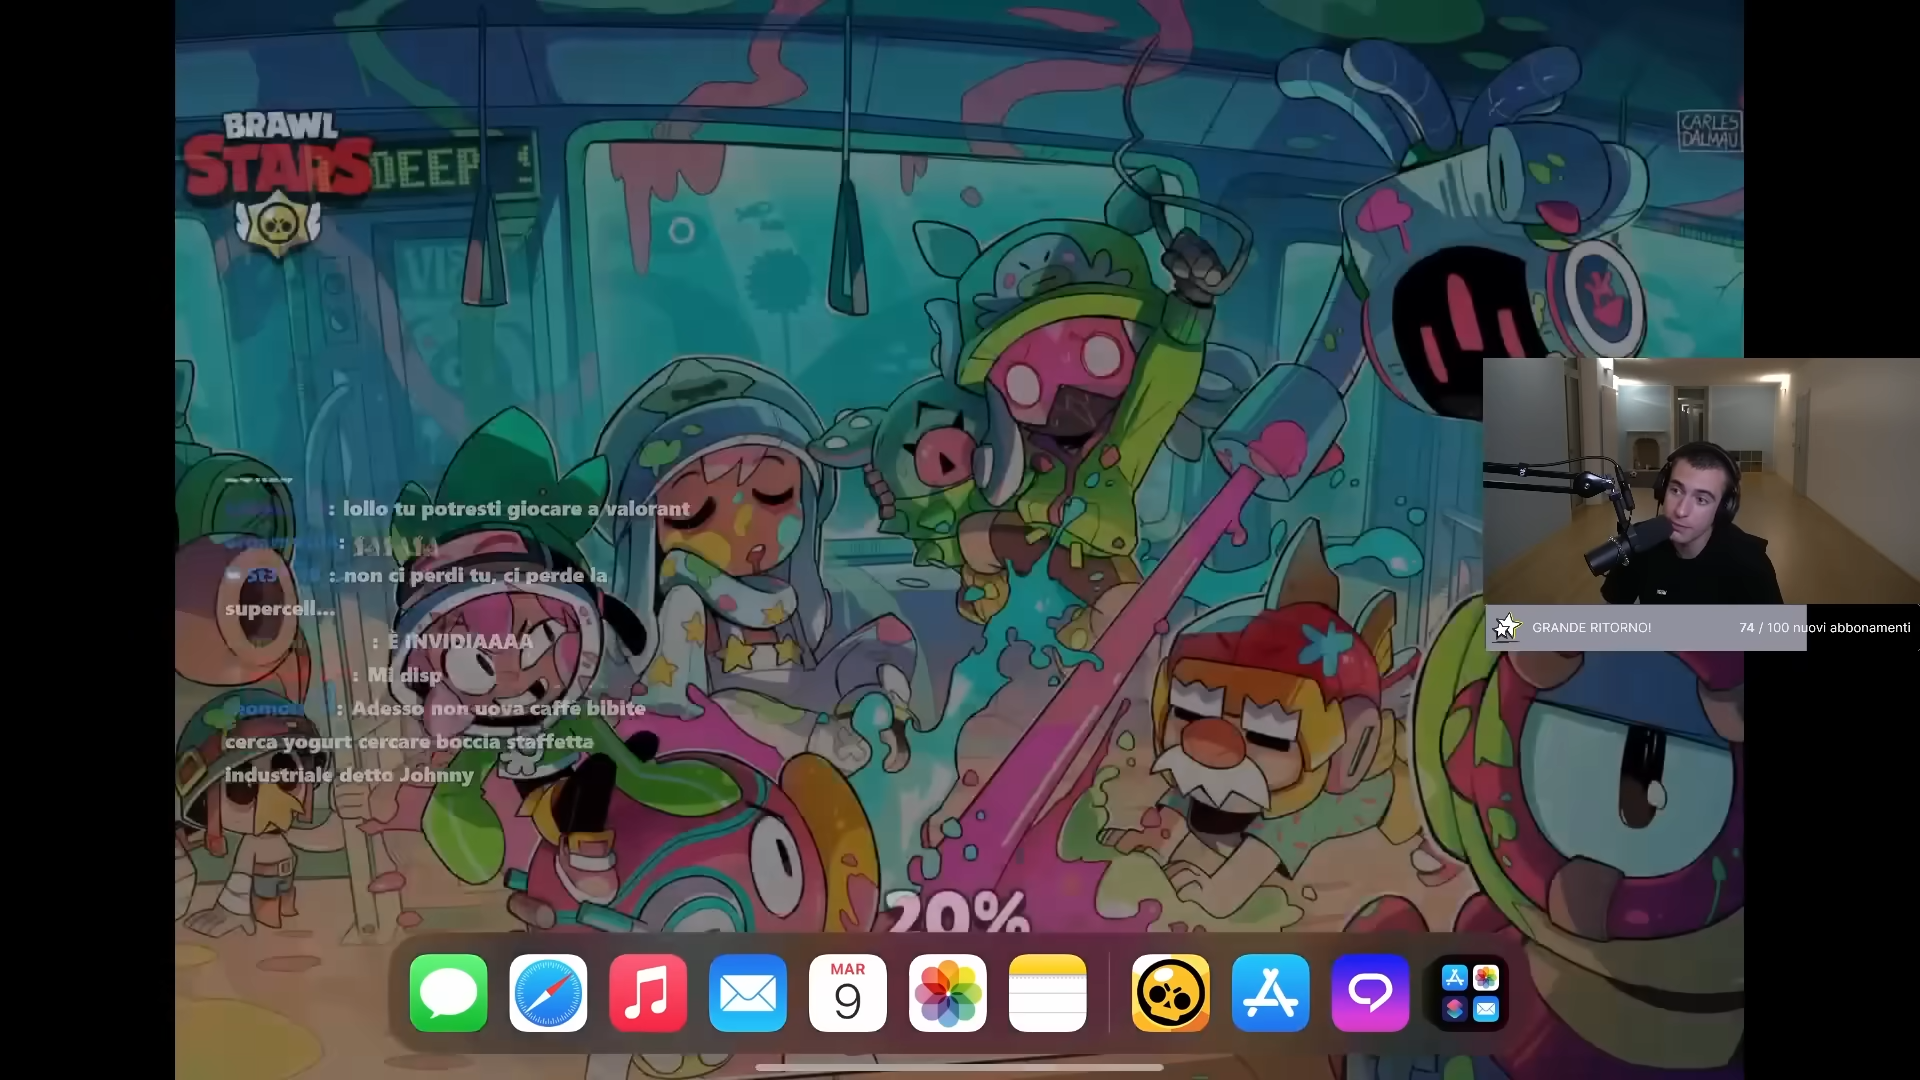 BRAWL
STARS
DEEP
CARLES
DALMAU
: lollo tu potresti giocare a valorant
: non ci perdi tu, ci perde la
supercell...
: È iNVIDIAAAA
: Mi disp
: Adesso non uova caffè bibite
cerca yogurt cercare boccia staffetta
industriale detto Johnny
GRANDE RITORNO!
74 / 100 nuovi abbonamenti
20%
MAR
9